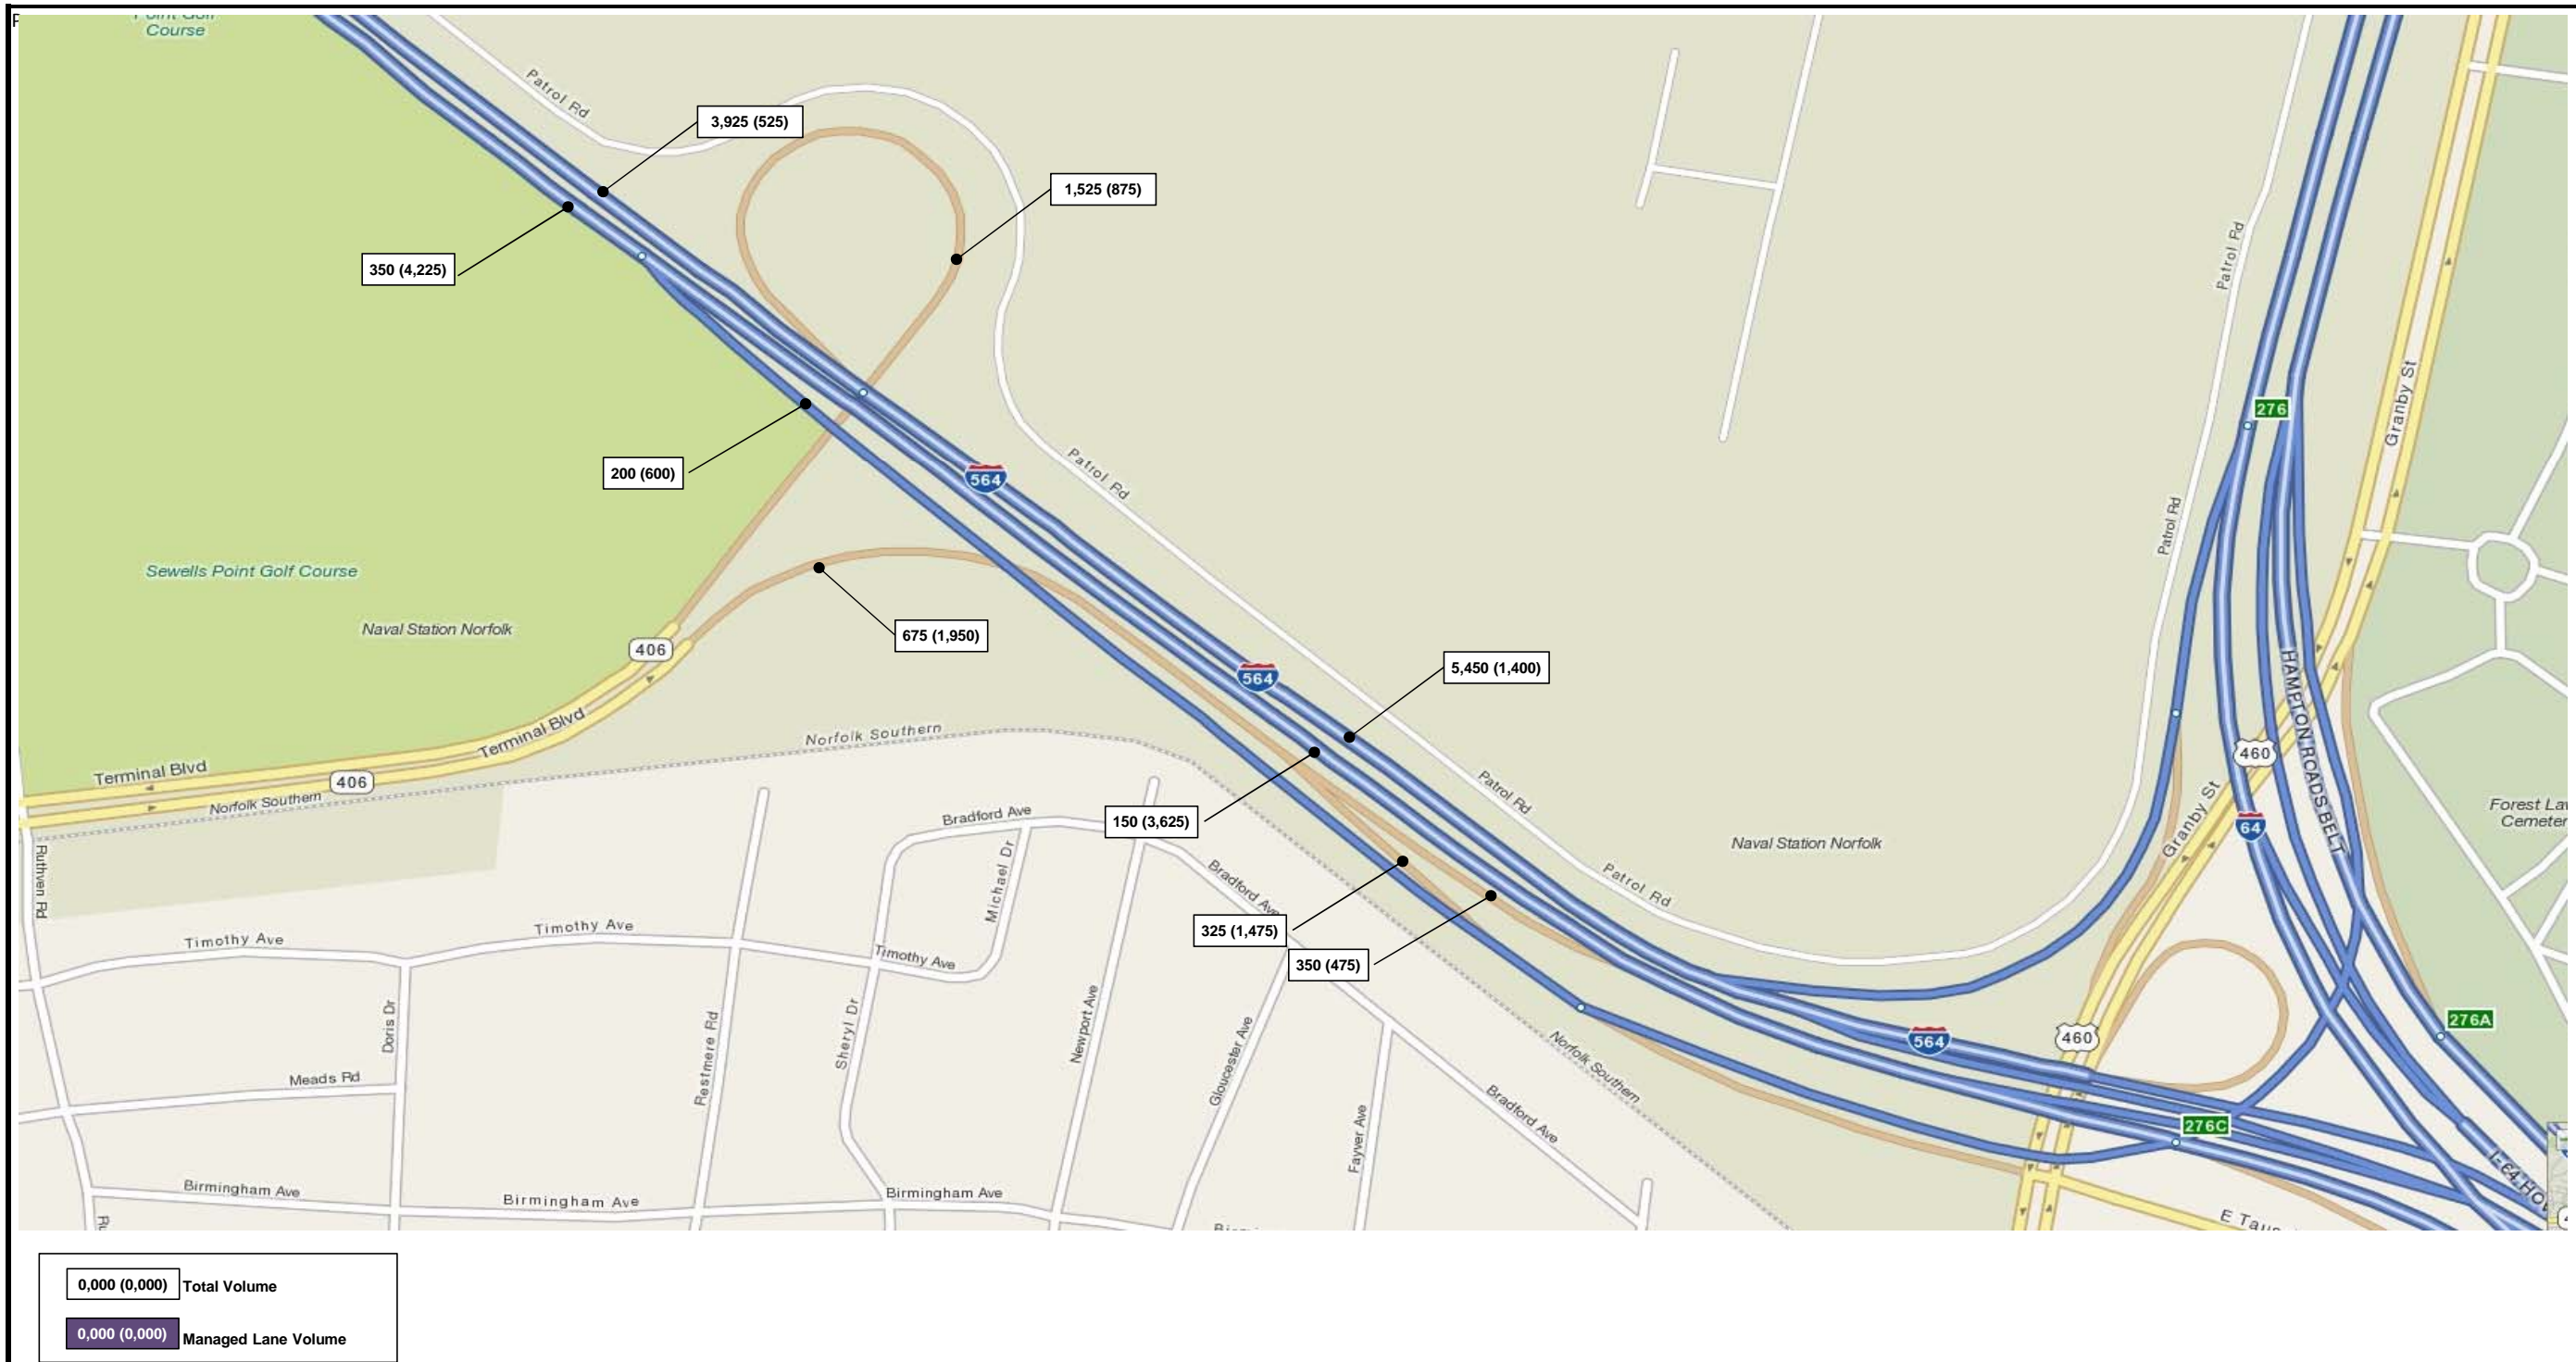 Course
Patrol Rd
3,925 (525)
1,525 (875)
350 (4,225)
Patrol Rd
276
Granby St
Patrol Rd
200 (600)
564
Patrol Rd
Sewells Point Golf Course
Naval Station Norfolk
406
675 (1,950)
564
5,450 (1,400)
HAMPTON ROADS BELT
460
Terminal Blvd
Norfolk Southern
Terminal Blvd
406
Norfolk Southern
Patrol Rd
150 (3,625)
Bradford Ave
Granby St
64
Naval Station Norfolk
Ruthven Rd
Michael Dr
Bradford Ave
Patrol Rd
325 (1,475)
350 (475)
Timothy Ave
Timothy Ave
Timothy Ave
276A
Doris Dr
Restmere Rd
Sheryl Dr
Newport Ave
Gloucester Ave
Norfolk Southern
564
460
Meads Rd
Fayver Ave
Bradford Ave
276C
Birmingham Ave
Birmingham Ave
Birmingham Ave
I-64 HO
0,000 (0,000) Total Volume
0,000 (0,000) Managed Lane Volume